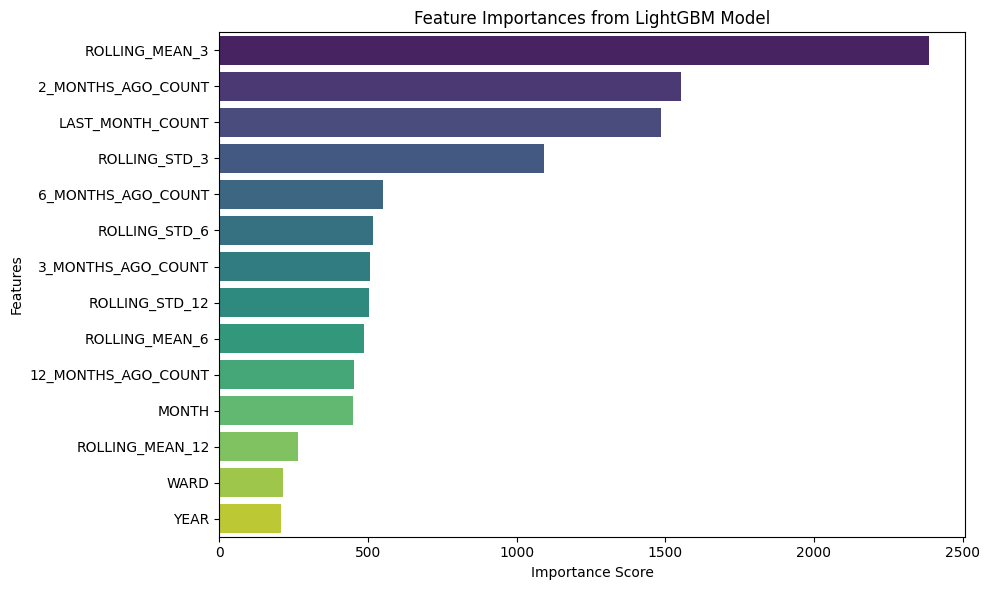 Feature Importances from LightGBM Model
Features
ROLLING_MEAN_3
2_MONTHS_AGO_COUNT
LAST_MONTH_COUNT
ROLLING_STD_3
6_MONTHS_AGO_COUNT
ROLLING_STD_6
3_MONTHS_AGO_COUNT
ROLLING_STD_12
ROLLING_MEAN_6
12_MONTHS_AGO_COUNT
MONTH
ROLLING_MEAN_12
WARD
YEAR
0 500 1000 1500 2000 2500
Importance Score